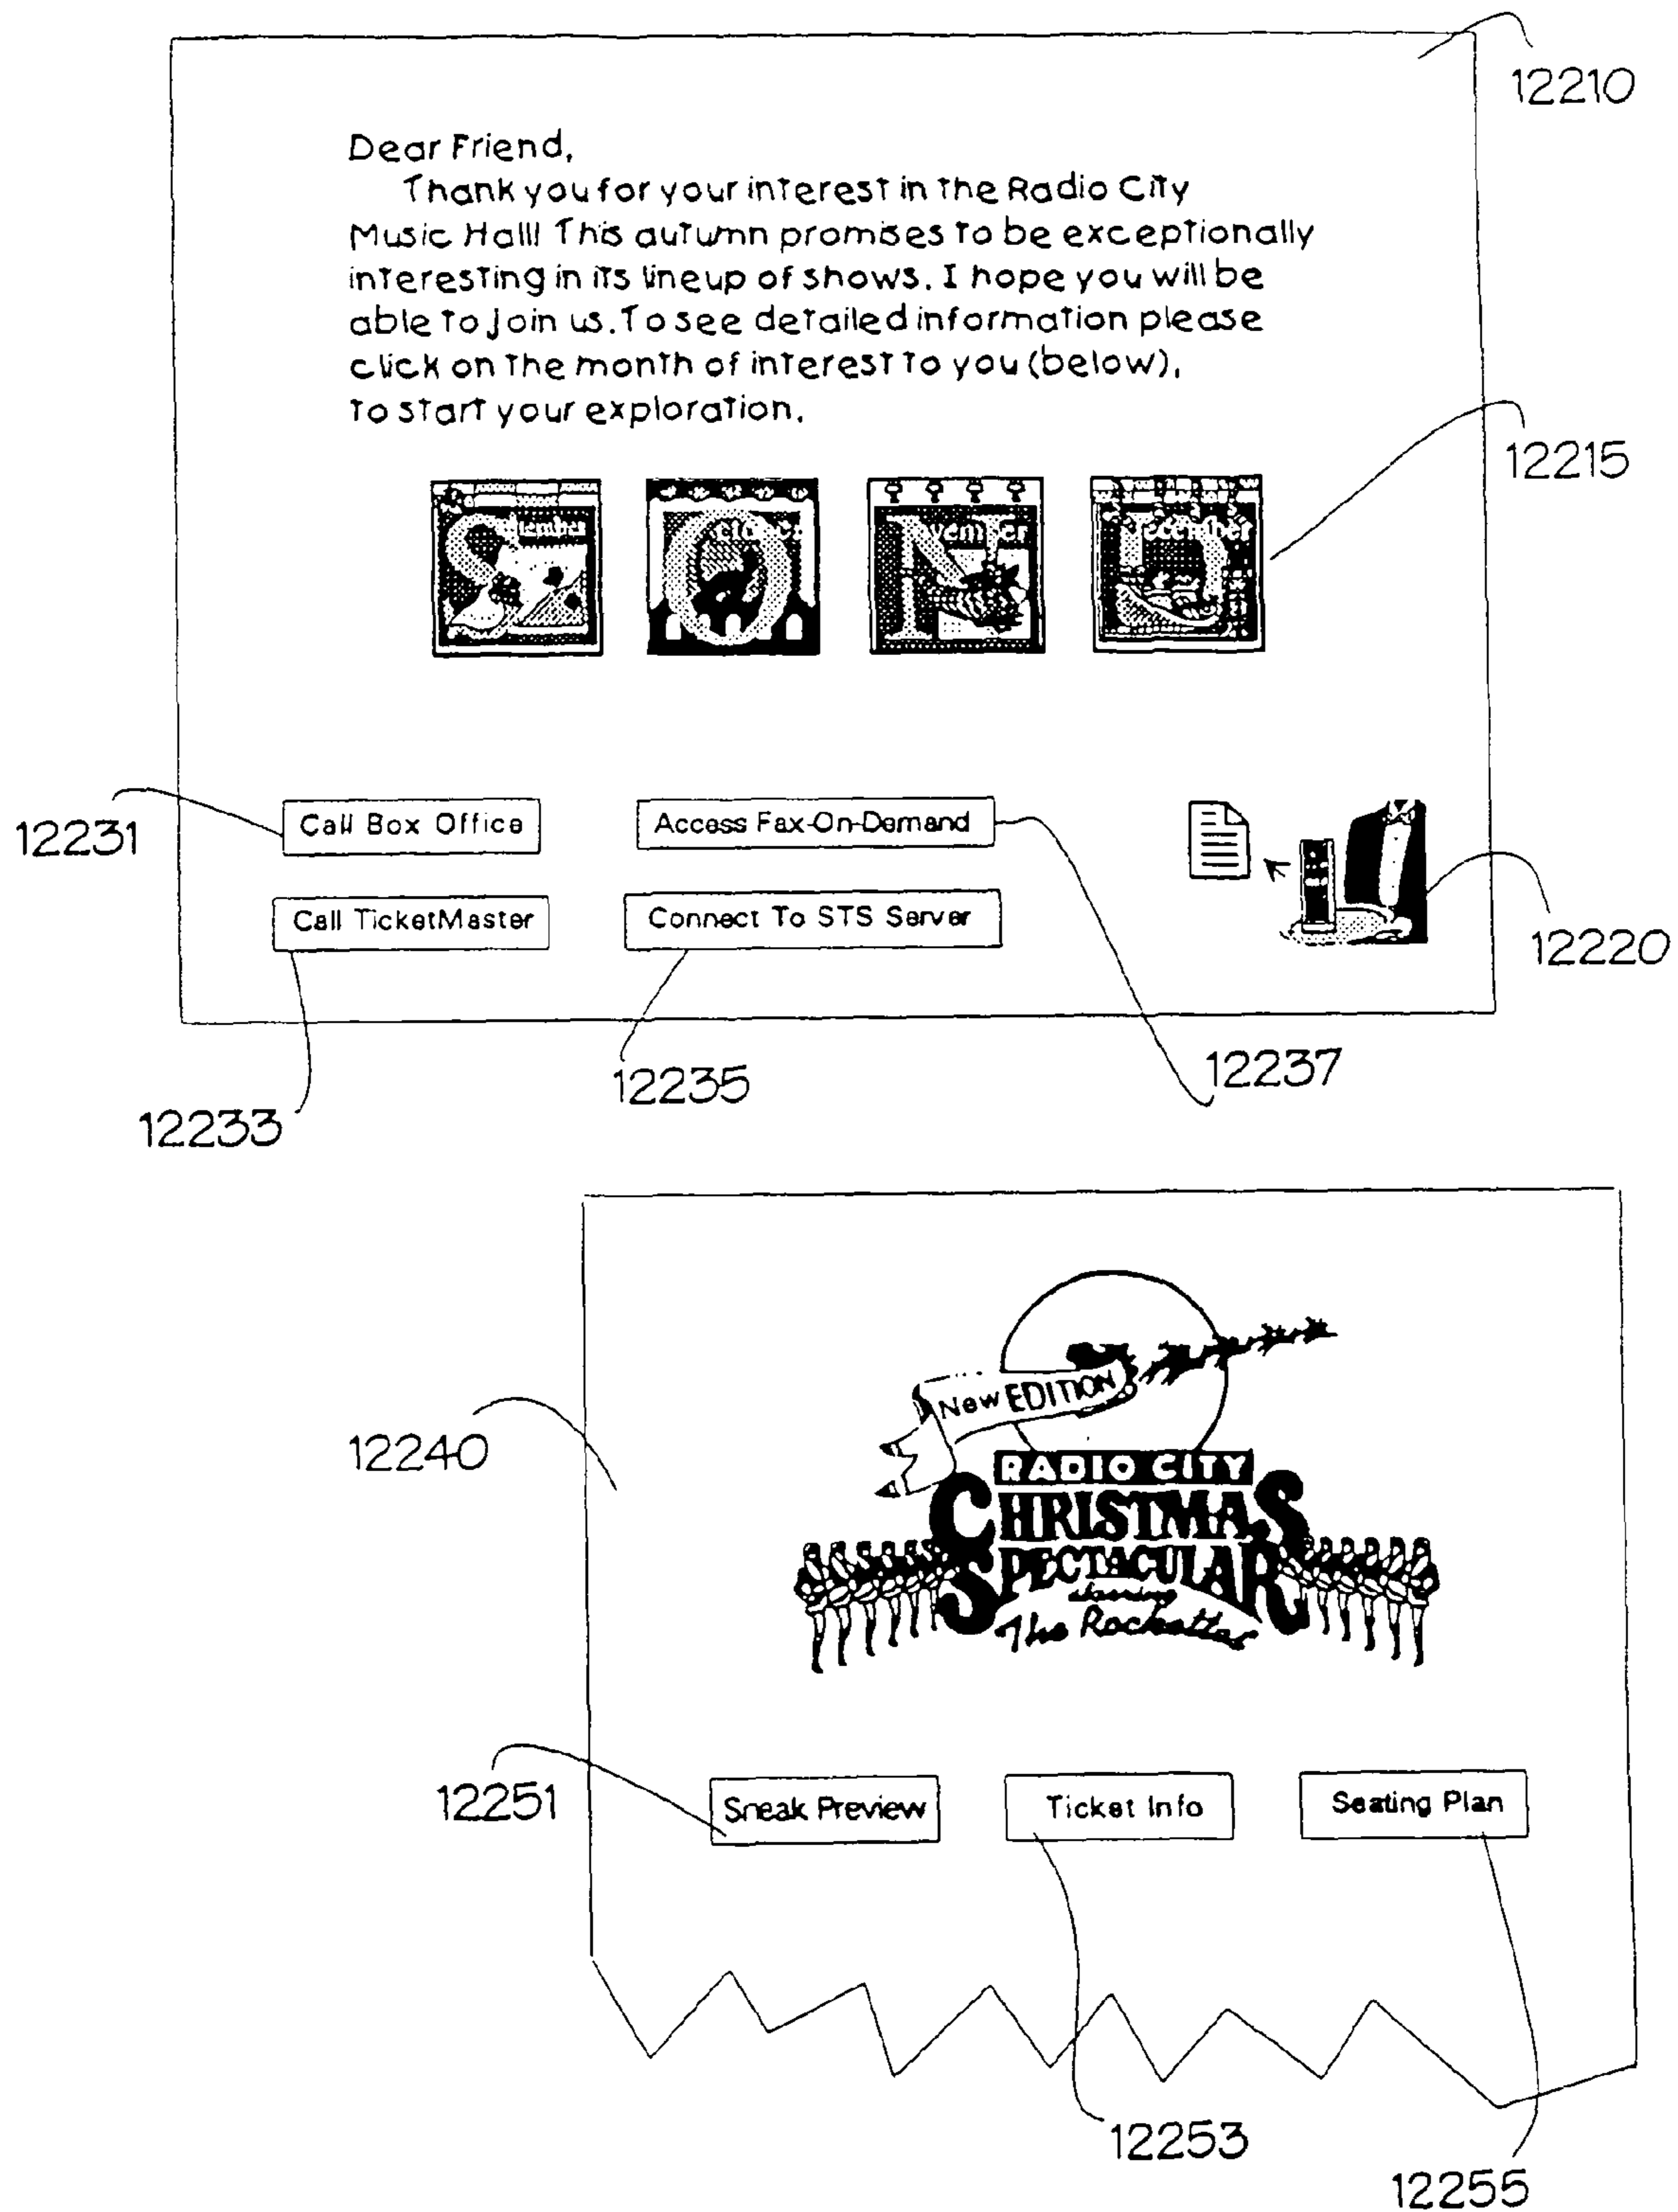 12210
Dear Friend,
Thank you for your interest in the Radio City
Music Hall! This autumn promises to be exceptionally
interesting in its lineup of shows. I hope you will be
able to join us. To see detailed information please
click on the month of interest to you (below),
to start your exploration.
12215
12231
Call Box Office
Access Fax-On-Demand
Call TicketMaster
Connect To STS Server
12220
12233
12235
12237
New EDITION
12240
RADIO CITY
CHRISTMAS
SPECTACULAR
starring
The Rockettes
12251
Sneak Preview
Ticket Info
Seating Plan
12253
12255